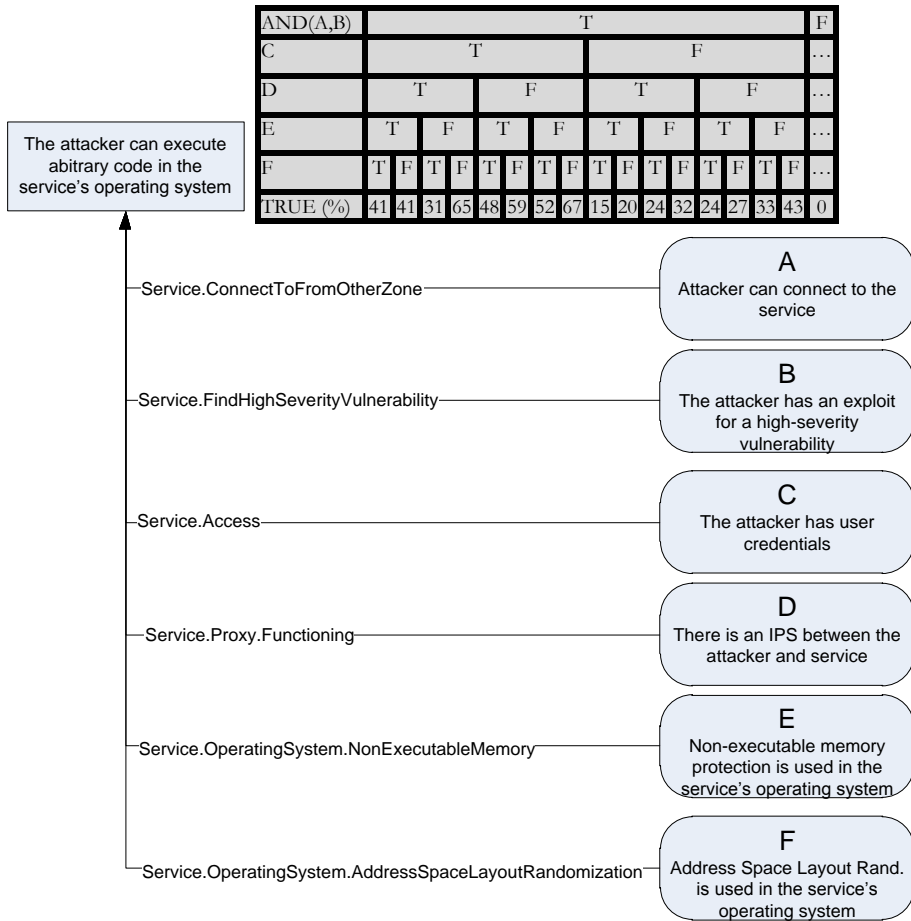 AND(A,B) T F
C T F …
D T F T F …
E T F T F T F T F …
F T F T F T F T F T F T F T F T F …
TRUE (%) 41 41 31 65 48 59 52 67 15 20 24 32 24 27 33 43 0
The attacker can execute
abitrary code in the
service's operating system
Service.ConnectToFromOtherZone
A
Attacker can connect to the
service
Service.FindHighSeverityVulnerability
B
The attacker has an exploit
for a high-severity
vulnerability
Service.Access
C
The attacker has user
credentials
Service.Proxy.Functioning
D
There is an IPS between the
attacker and service
Service.OperatingSystem.NonExecutableMemory
E
Non-executable memory
protection is used in the
service's operating system
Service.OperatingSystem.AddressSpaceLayoutRandomization
F
Address Space Layout Rand.
is used in the service's
operating system